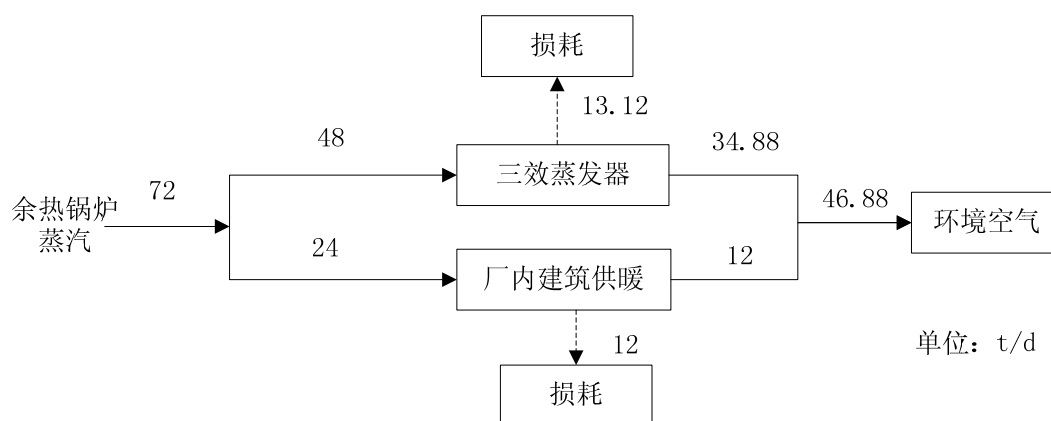 损耗
13.12
48
34.88
三效蒸发器
72
46.88
余热锅炉
蒸汽
环境空气
24
12
厂内建筑供暖
12
单位：t/d
损耗